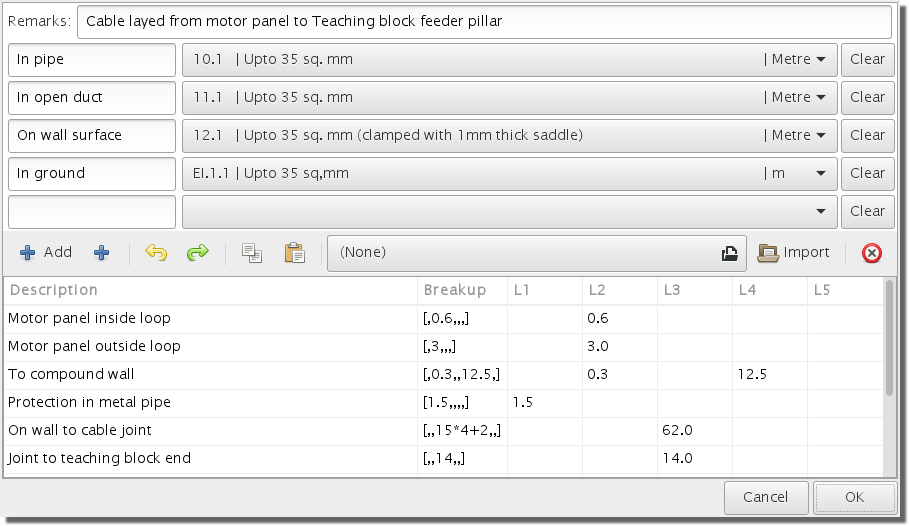 Remarks: Cable layed from motor panel to Teaching block feeder pillar
In pipe 10.1 | Upto 35 sq. mm | Metre Clear
In open duct 11.1 | Upto 35 sq. mm | Metre Clear
On wall surface 12.1 | Upto 35 sq. mm (clamped with 1mm thick saddle) | Metre Clear
In ground EI.1.1 | Upto 35 sq,mm | m Clear
Clear
Add (None) Import
Description Breakup L1 L2 L3 L4 L5
Motor panel inside loop [,0.6,,,] 0.6
Motor panel outside loop [,3,,,] 3.0
To compound wall [,0.3,,12.5,] 0.3 12.5
Protection in metal pipe [1.5,,,,] 1.5
On wall to cable joint [,,15*4+2,,] 62.0
Joint to teaching block end [,,14,,] 14.0
Cancel OK